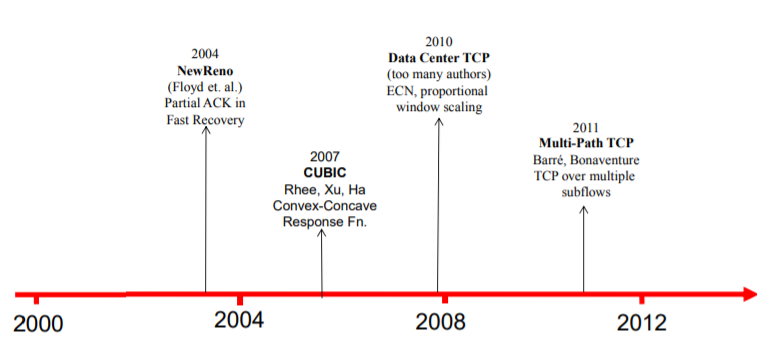 2004
NewReno
(Floyd et. al.)
Partial ACK in
Fast Recovery
2007
CUBIC
Rhee, Xu, Ha
Convex-Concave
Response Fn.
2010
Data Center TCP
(too many authors)
ECN, proportional
window scaling
2011
Multi-Path TCP
Barré, Bonaventure
TCP over multiple
subflows
2000
2004
2008
2012